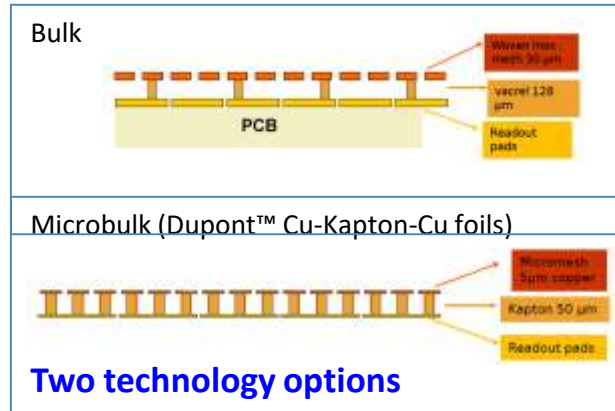 Bulk
Woven Inox
mesh 30 µm
vacrel 128
µm
Readout
pads
PCB
Microbulk (Dupont™ Cu-Kapton-Cu foils)
Micromesh
5µm copper
Kapton 50 µm
Readout pads
Two technology options